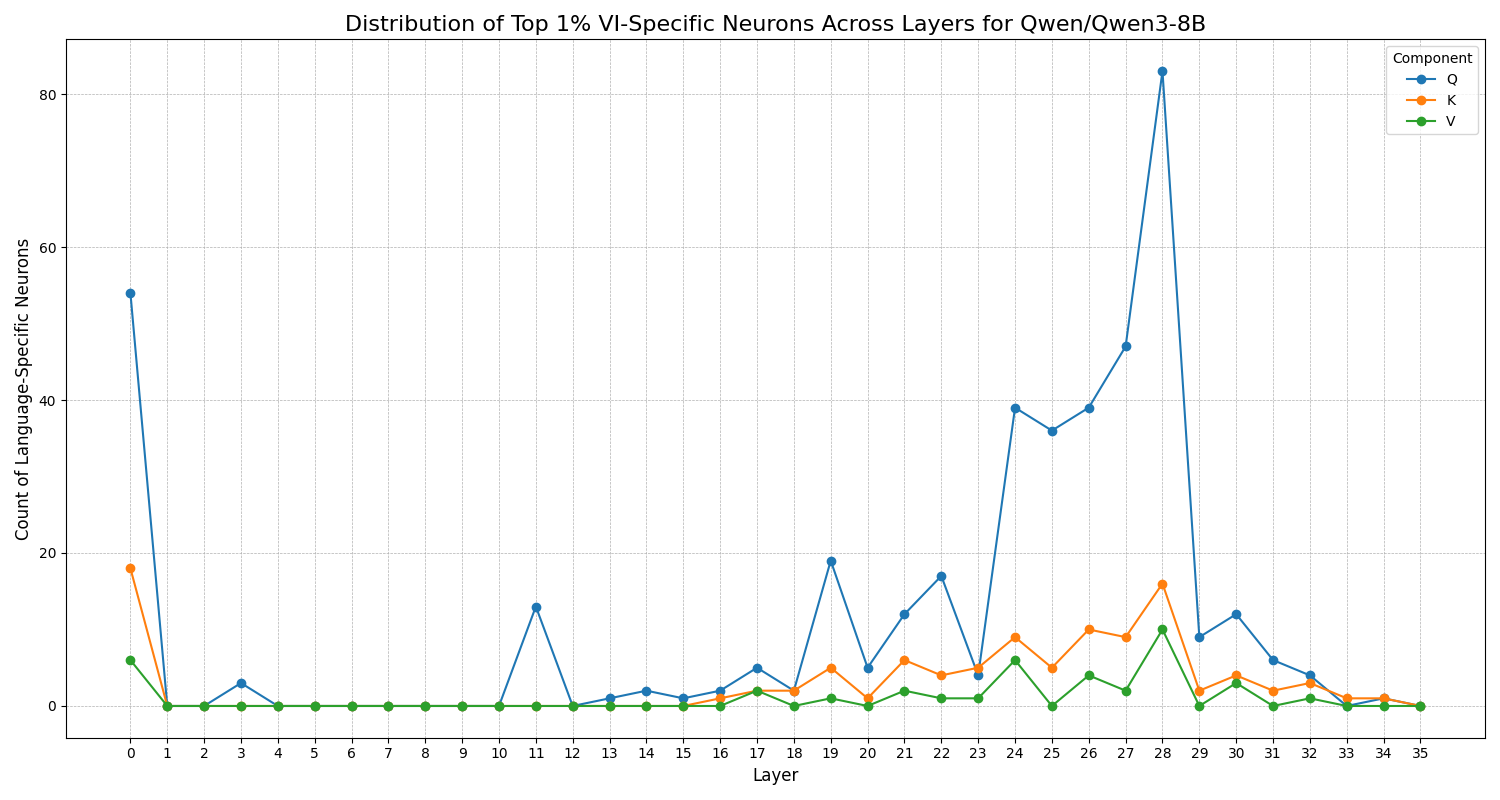 Distribution of Top 1% VI-Specific Neurons Across Layers for Qwen/Qwen3-8B
Component
Q
K
V
Count of Language-Specific Neurons
80
60
40
20
0
0 1 2 3 4 5 6 7 8 9 10 11 12 13 14 15 16 17 18 19 20 21 22 23 24 25 26 27 28 29 30 31 32 33 34 35
Layer